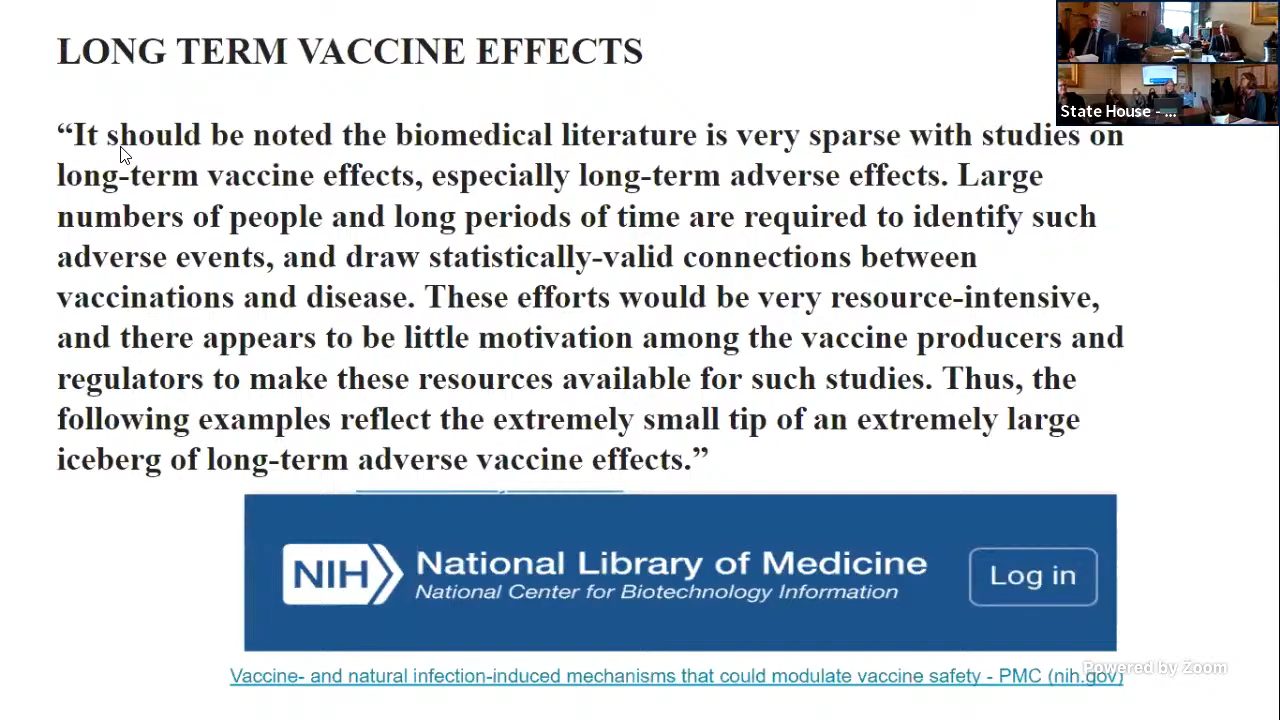 LONG TERM VACCINE EFFECTS
State House - ...
“It should be noted the biomedical literature is very sparse with studies on
long-term vaccine effects, especially long-term adverse effects. Large
numbers of people and long periods of time are required to identify such
adverse events, and draw statistically-valid connections between
vaccinations and disease. These efforts would be very resource-intensive,
and there appears to be little motivation among the vaccine producers and
regulators to make these resources available for such studies. Thus, the
following examples reflect the extremely small tip of an extremely large
iceberg of long-term adverse vaccine effects.”
NIH National Library of Medicine
National Center for Biotechnology Information
Log in
Vaccine- and natural infection-induced mechanisms that could modulate vaccine safety - PMC (nih.gov)
Powered by Zoom